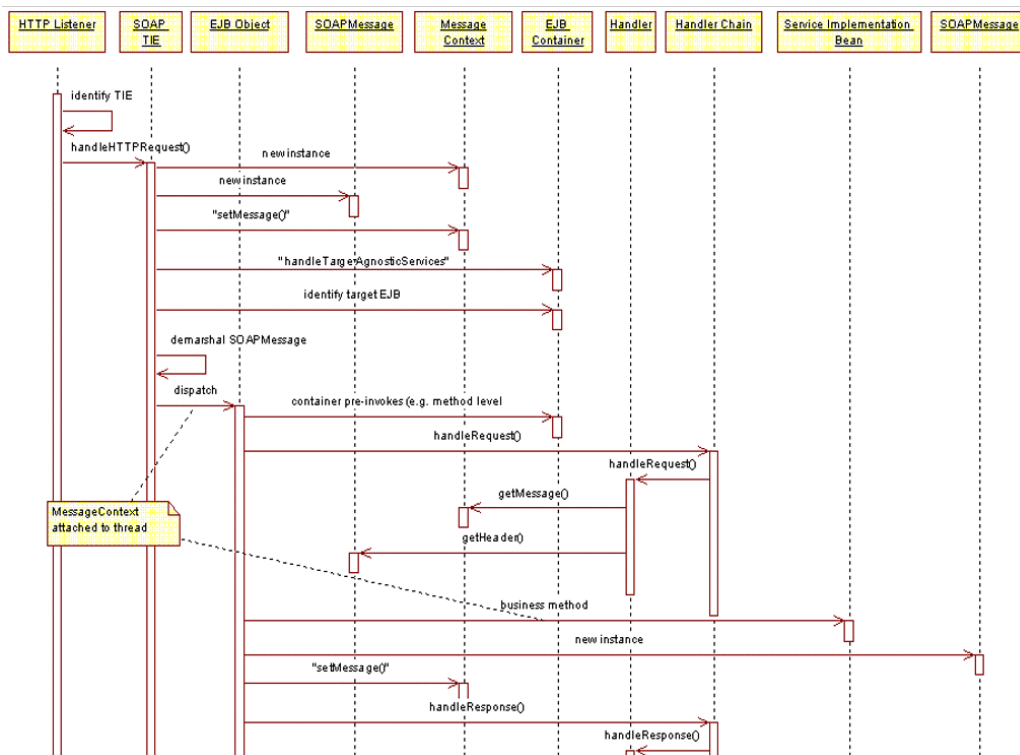 HTTP Listener
SOAP
TIE
EJB Object
SOAPMessage
Message
Context
EJB
Container
Handler
Handler Chain
Service Implementation
Bean
SOAPMessage
identify TIE
handleHTTPRequest()
new instance
new instance
"setMessage()"
"handleTargetAgnosticServices"
identify target EJB
demarshal SOAPMessage
dispatch
container pre-invokes (e.g. method level
handleRequest()
handleRequest()
getMessage()
MessageContext
attached to thread
getHeader()
business method
new instance
"setMessage()"
handleResponse()
handleResponse()